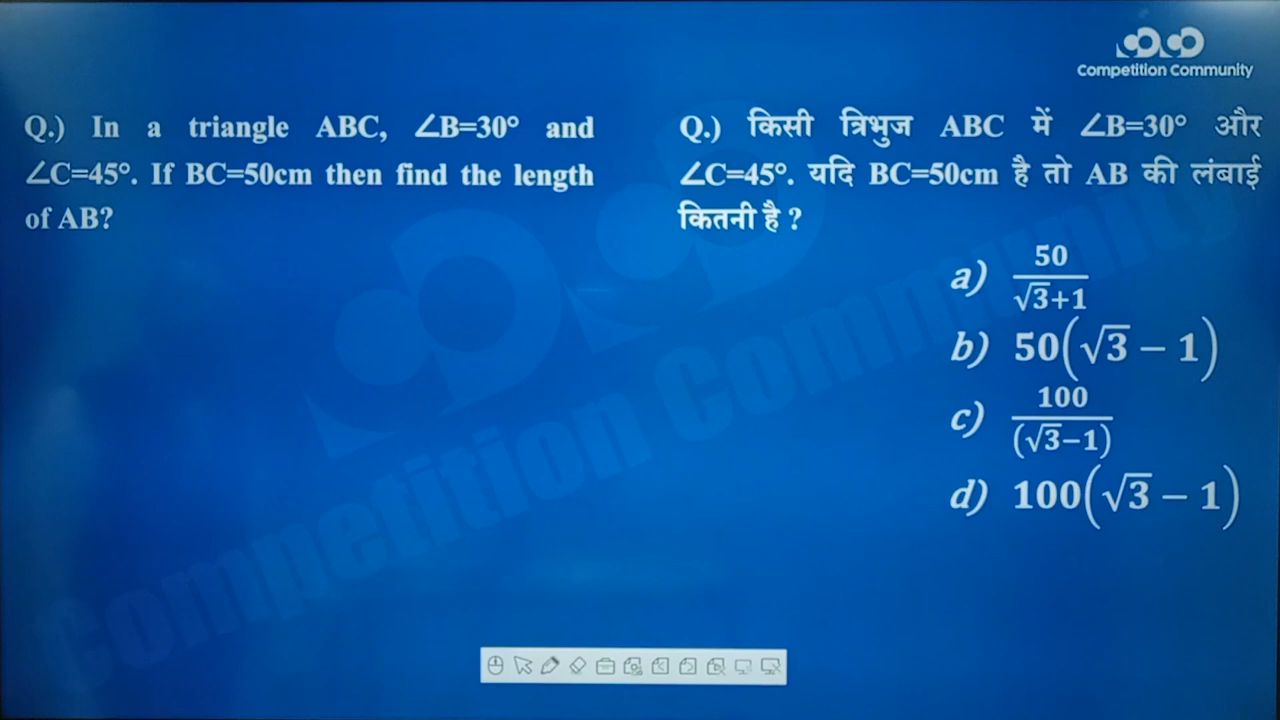 Competition Community
Q.) In a triangle ABC, ∠B=30° and
∠C=45°. If BC=50cm then find the length
of AB?
Q.) किसी त्रिभुज ABC में ∠B=30° और
∠C=45°. यदि BC=50cm है तो AB की लंबाई
कितनी है ?
a) 50/(√3+1)
b) 50(√3 − 1)
c) 100/(√3−1)
d) 100(√3 − 1)
Competition Community